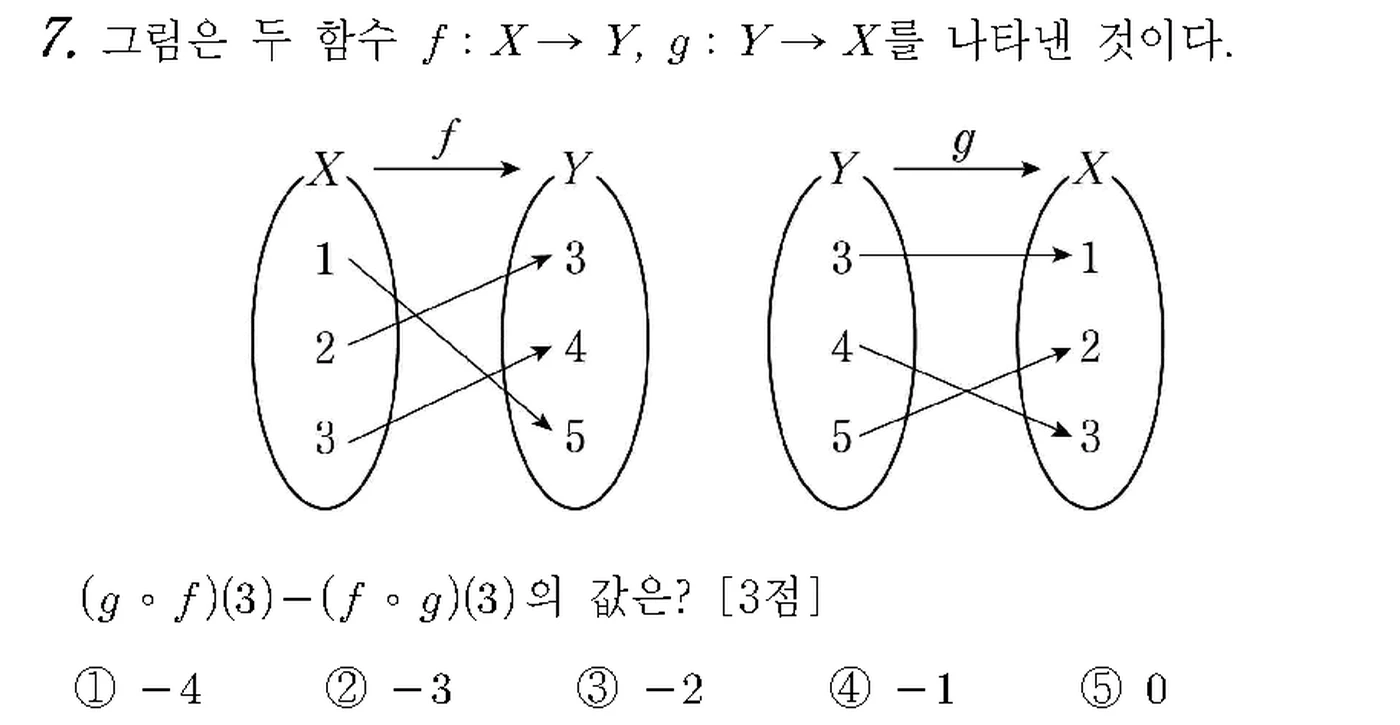 7. 그림은 두 함수 f : X → Y, g : Y → X를 나타낸 것이다.
X f Y
1 3
2 4
3 5
Y g X
3 1
4 2
5 3
(g ∘ f)(3) − (f ∘ g)(3)의 값은? [3점]
① −4 ② −3 ③ −2 ④ −1 ⑤ 0